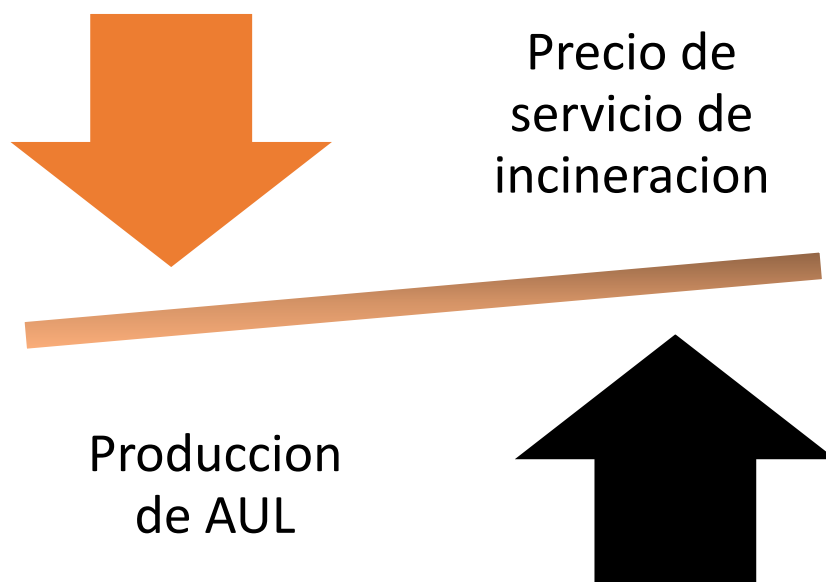 Precio de
servicio de
incineracion
Produccion
de AUL